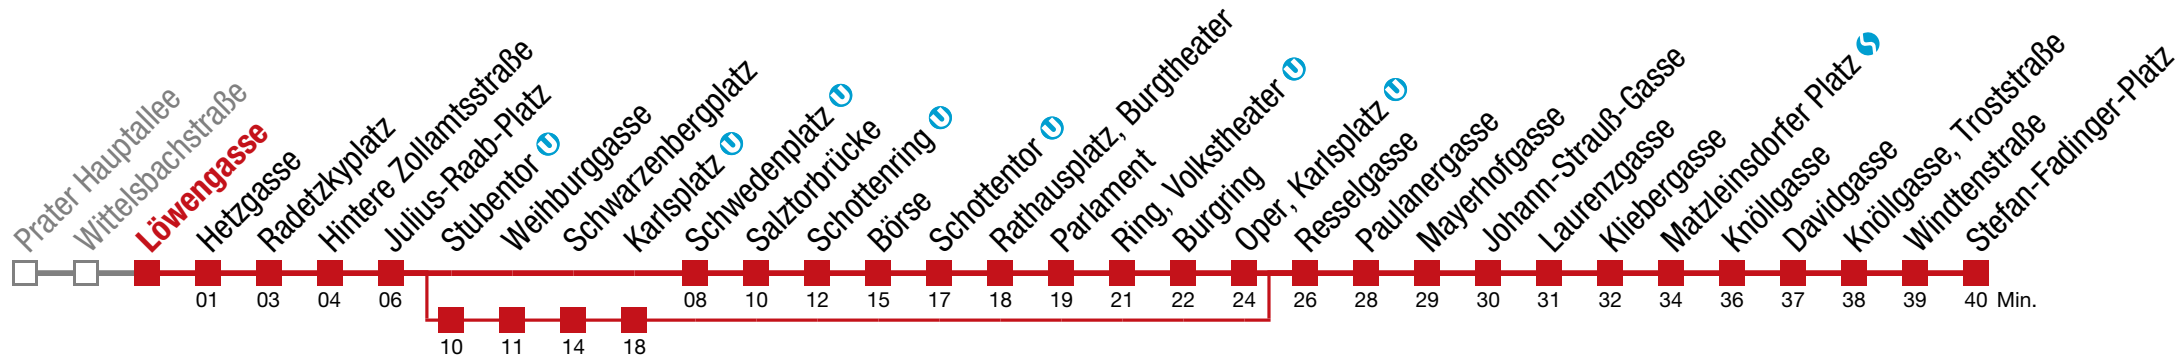 Prater Hauptallee
Wittelsbachstraße
Löwengasse
Hetzgasse
Radetzkyplatz
Hintere Zollamtsstraße
Julius-Raab-Platz
Stubentor U
Weihburggasse
Schwarzenbergplatz
Karlsplatz U
Schwedenplatz U
Salztorbrücke
Schottenring U
Börse
Schottentor U
Rathausplatz, Burgtheater
Parlament
Ring, Volkstheater U
Burgring
Oper, Karlsplatz U
Resselgasse
Paulanergasse
Mayerhofgasse
Johann-Strauß-Gasse
Laurenzgasse
Kliebergasse
Matzleinsdorfer Platz S
Knöllgasse
Davidgasse
Knöllgasse, Troststraße
Windtenstraße
Stefan-Fadinger-Platz
01 03 04 06 08 10 12 15 17 18 19 21 22 24 26 28 29 30 31 32 34 36 37 38 39 40 Min.
10 11 14 18